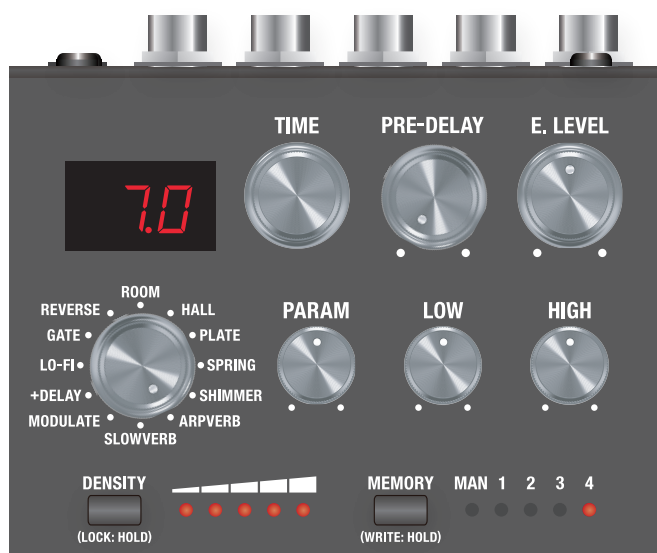 TIME PRE-DELAY E. LEVEL
7.0
ROOM
REVERSE HALL
GATE PLATE
LO-FI SPRING
+DELAY SHIMMER
MODULATE ARPVERB
SLOWVERB
PARAM LOW HIGH
DENSITY
(LOCK: HOLD)
MEMORY MAN 1 2 3 4
(WRITE: HOLD)